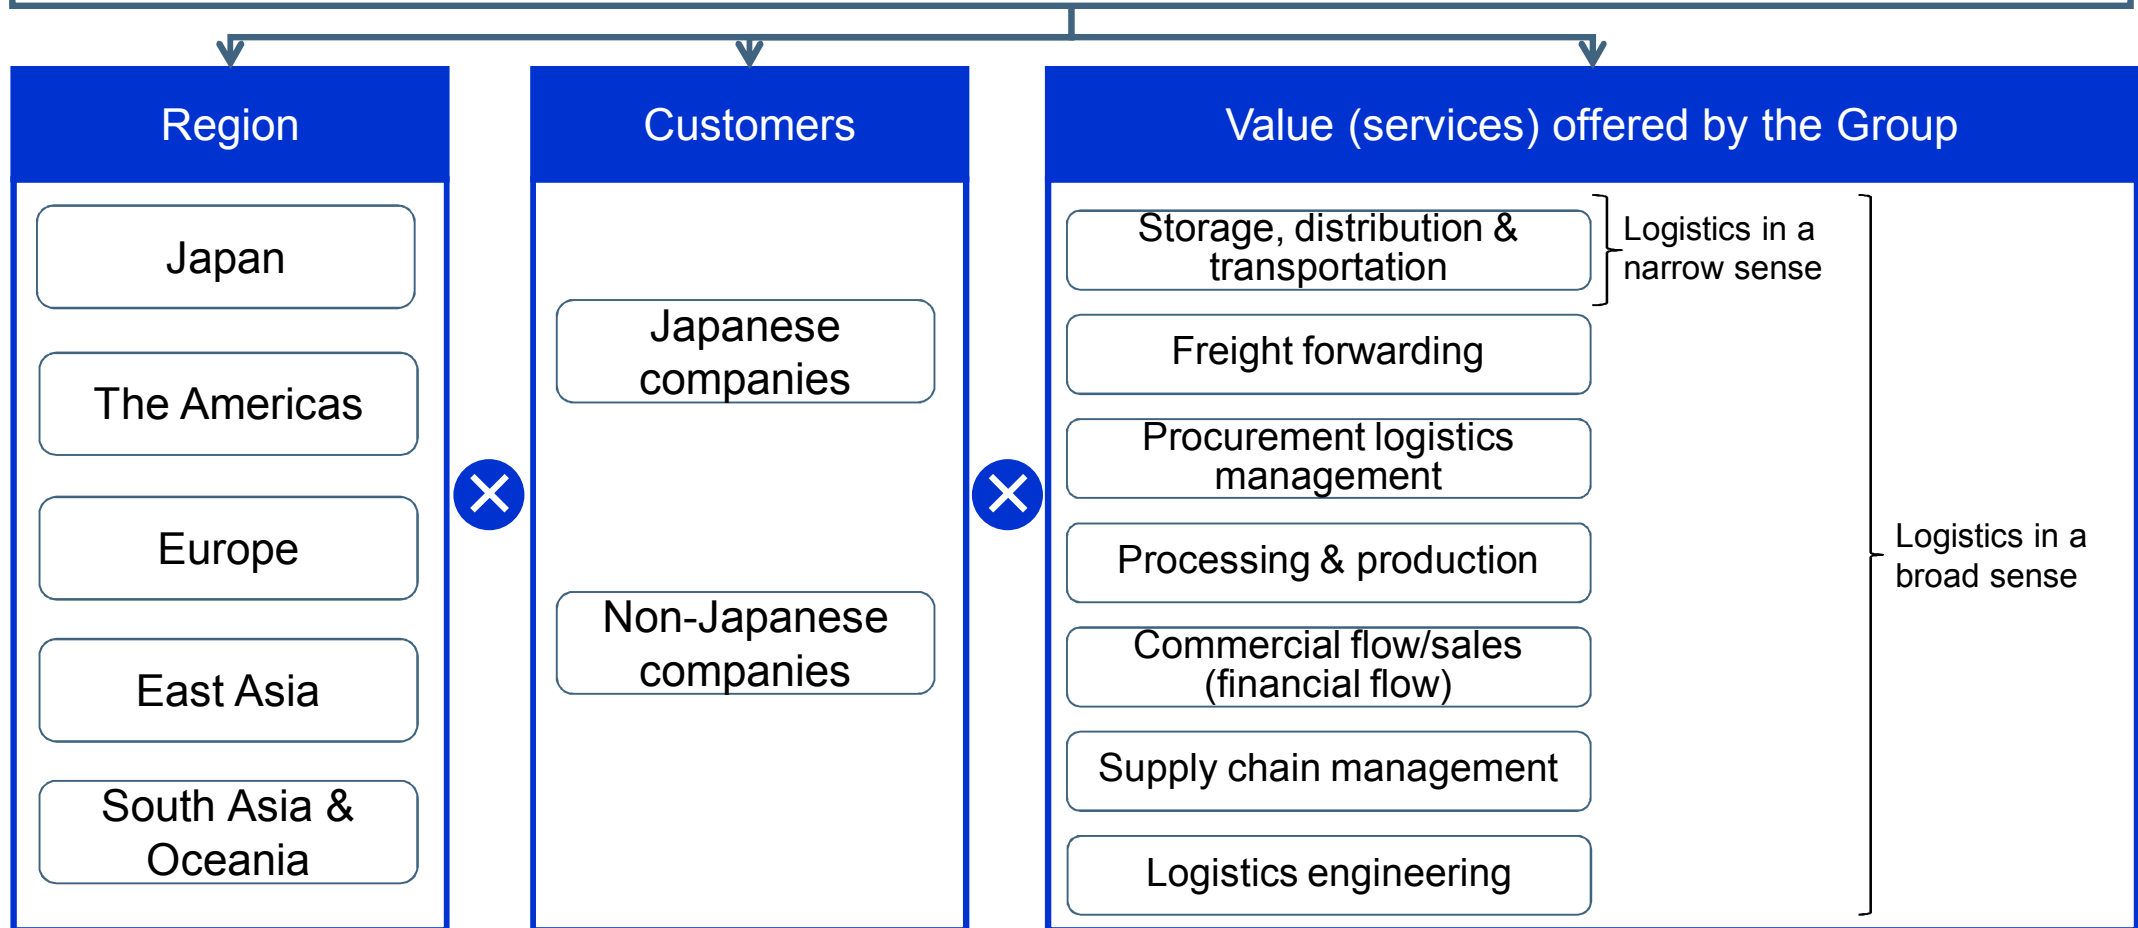 Region
Japan
The Americas
Europe
East Asia
South Asia &
Oceania
Customers
Japanese
companies
Non-Japanese
companies
Value (services) offered by the Group
Storage, distribution &
transportation
Logistics in a
narrow sense
Freight forwarding
Procurement logistics
management
Processing & production
Commercial flow/sales
(financial flow)
Supply chain management
Logistics engineering
Logistics in a
broad sense